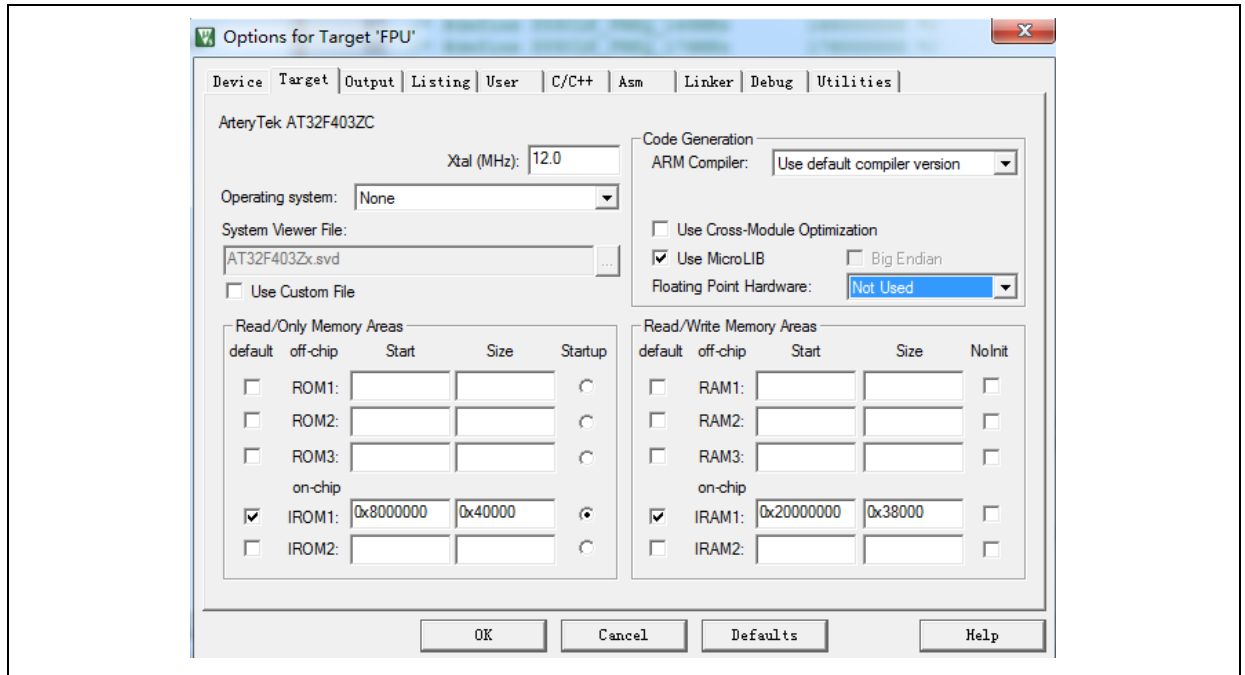 Options for Target 'FPU'
Device Target Output Listing User C/C++ Asm Linker Debug Utilities
ArteryTek AT32F403ZC
Xtal (MHz): 12.0
Operating system: None
System Viewer File:
AT32F403Zx.svd ...
Use Custom File
Code Generation
ARM Compiler: Use default compiler version
Use Cross-Module Optimization
Use MicroLIB Big Endian
Floating Point Hardware: Not Used
Read/Only Memory Areas
default off-chip Start Size Startup
ROM1:
ROM2:
ROM3:
on-chip
IROM1: 0x8000000 0x40000
IROM2:
Read/Write Memory Areas
default off-chip Start Size NoInit
RAM1:
RAM2:
RAM3:
on-chip
IRAM1: 0x20000000 0x38000
IRAM2:
OK Cancel Defaults Help